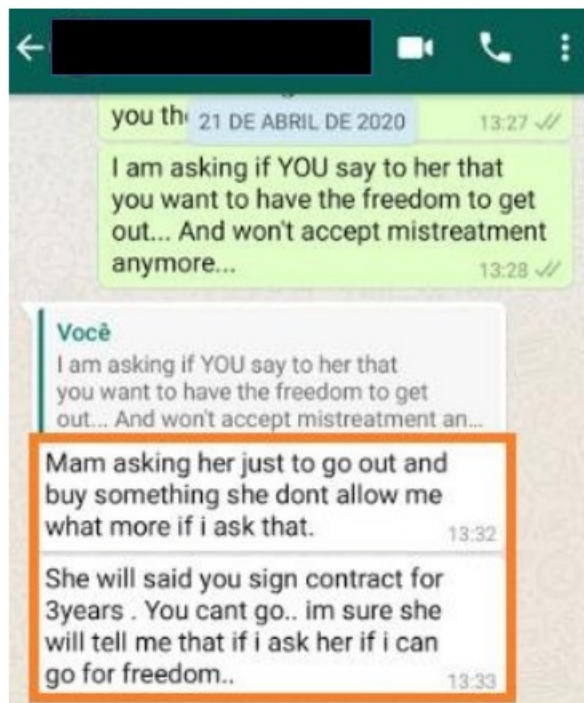 you th
21 DE ABRIL DE 2020
13:27
I am asking if YOU say to her that
you want to have the freedom to get
out... And won't accept mistreatment
anymore...
13:28
Você
I am asking if YOU say to her that
you want to have the freedom to get
out... And won't accept mistreatment an...
Mam asking her just to go out and
buy something she dont allow me
what more if i ask that.
13:32
She will said you sign contract for
3years . You cant go.. im sure she
will tell me that if i ask her if i can
go for freedom..
13:33